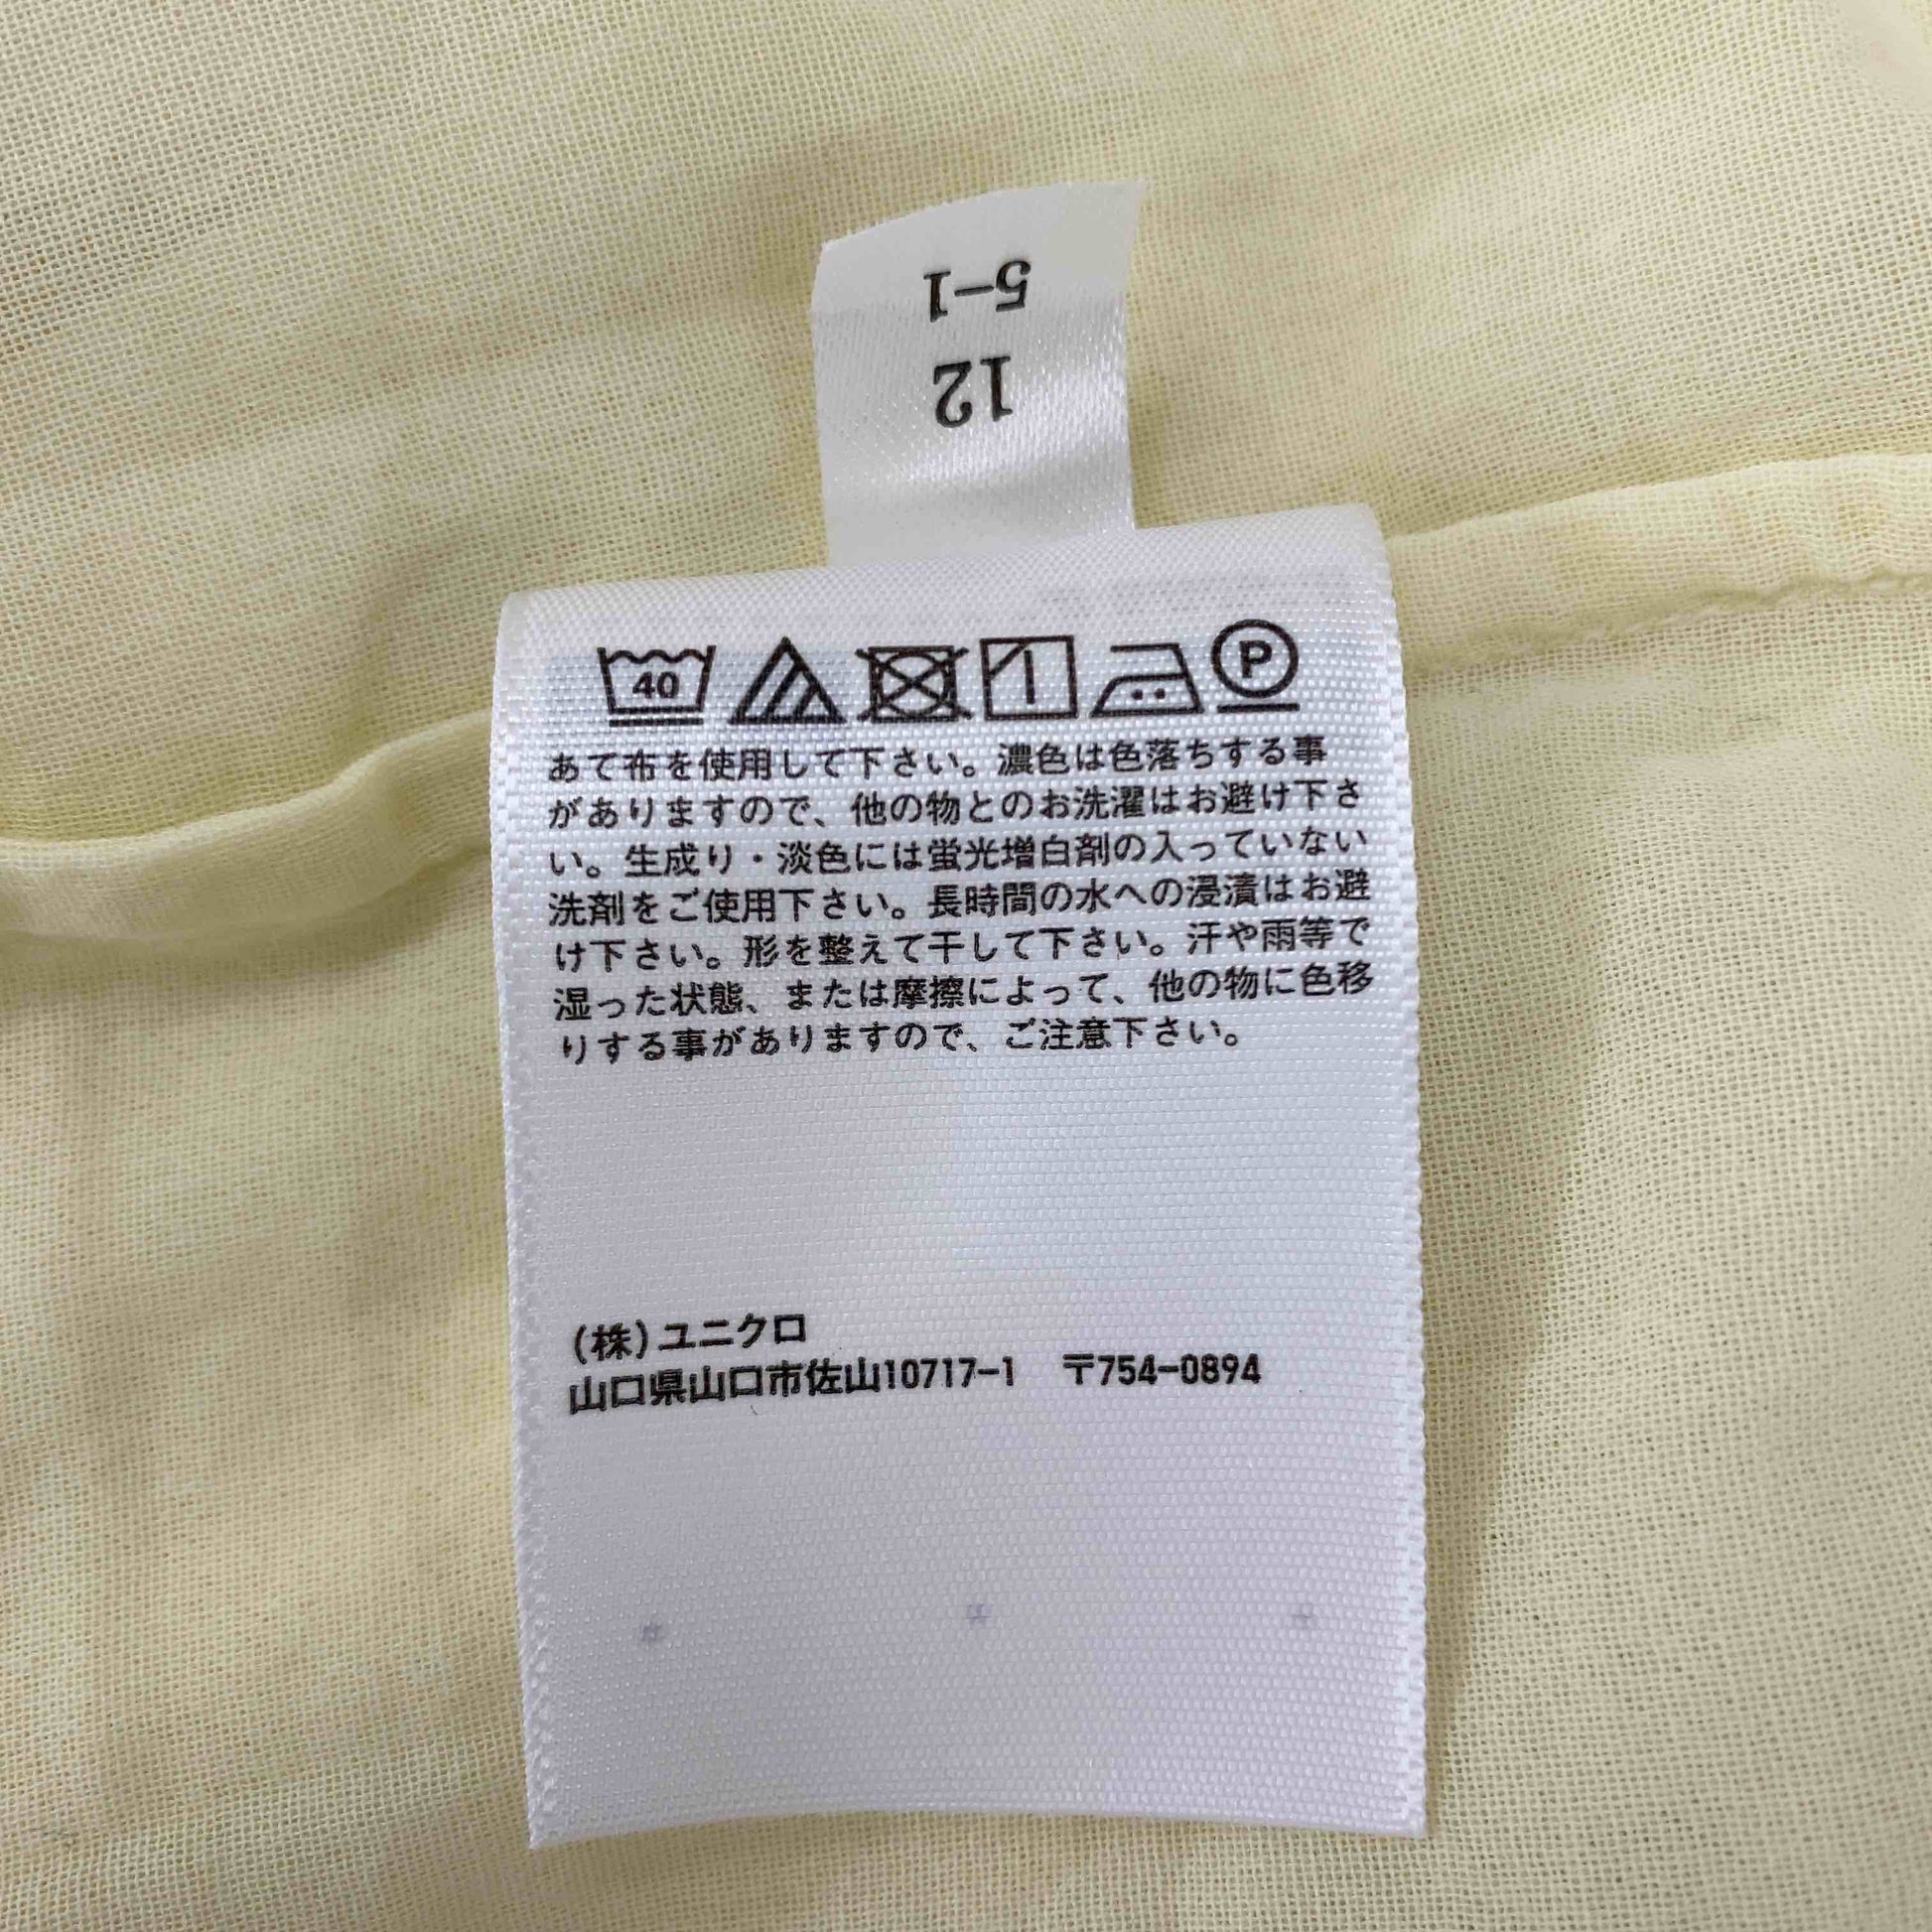 5-1
12
40
P
あて布を使用して下さい。濃色は色落ちする事
がありますので、他の物とのお洗濯はお避け下さ
い。生成り・淡色には蛍光増白剤の入っていない
洗剤をご使用下さい。長時間の水への浸漬はお避
け下さい。形を整えて干して下さい。汗や雨等で
湿った状態、または摩擦によって、他の物に色移
りする事がありますので、ご注意下さい。
(株)ユニクロ
山口県山口市佐山10717-1 〒754-0894